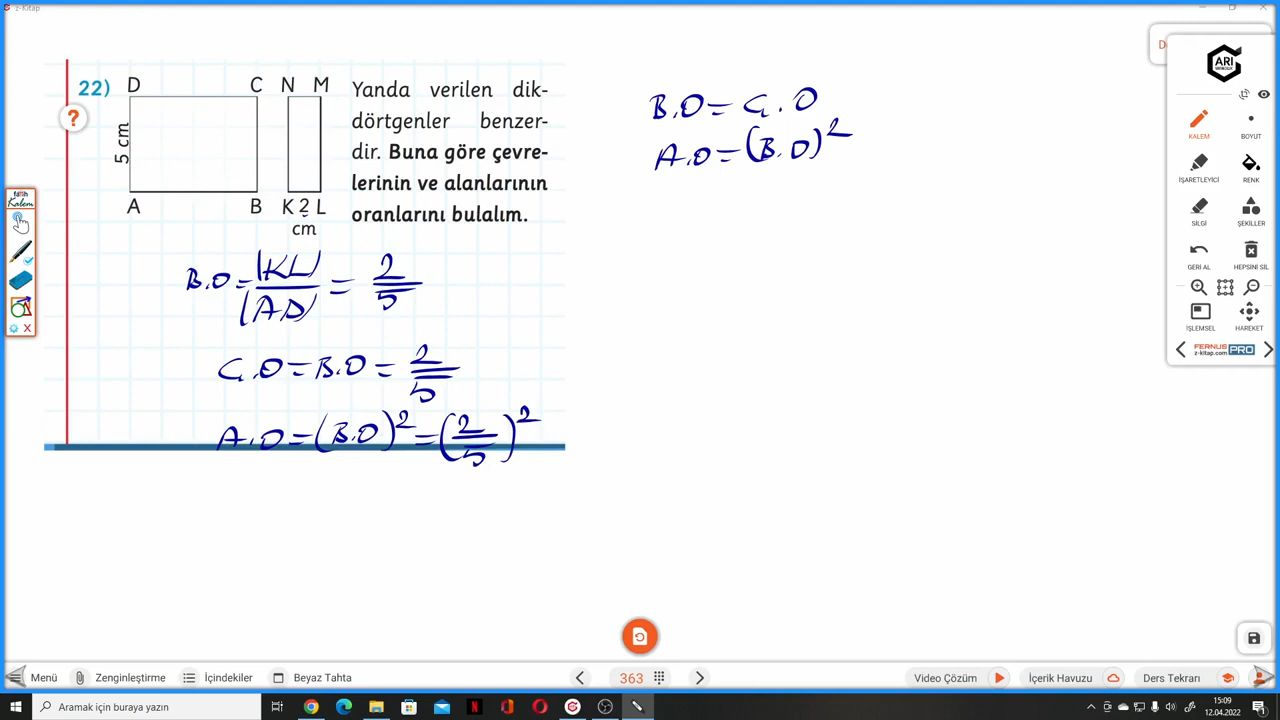 z-Kitap
22) D C N M
5 cm
A B K 2 L
cm
?
Yanda verilen dik-
dörtgenler benzer-
dir. Buna göre çevre-
lerinin ve alanlarının
oranlarını bulalım.
B.O = |KL| / |AD| = 2/5
Ç.O = B.O = 2/5
A.O = (B.O)² = (2/5)²
B.O = Ç.O
A.O = (B.O)²
fatih
Kalem
ARI
KALEM
BOYUT
İŞARETLEYİCİ
RENK
SİLGİ
ŞEKİLLER
GERİ AL
HEPSİNİ SİL
İŞLEMSEL
HAREKET
FERNUS PRO
z-kitap.com
Menü
Zenginleştirme
İçindekiler
Beyaz Tahta
363
Video Çözüm
İçerik Havuzu
Ders Tekrarı
Aramak için buraya yazın
15:09
12.04.2022